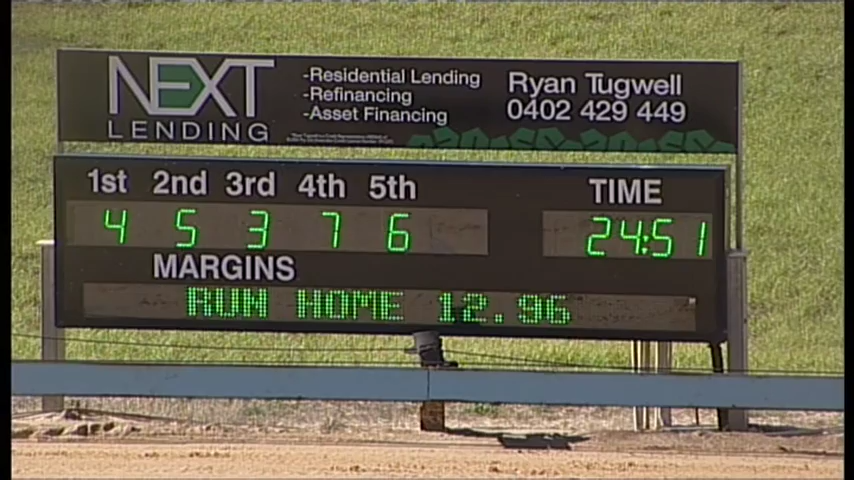 NEXT
LENDING
-Residential Lending
-Refinancing
-Asset Financing
Ryan Tugwell
0402 429 449
1st 2nd 3rd 4th 5th TIME
4 5 3 7 6 24:51
MARGINS
RUN HOME 12.96